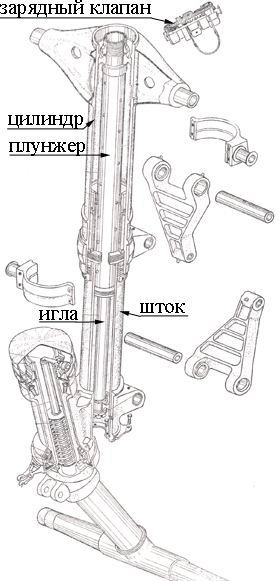 зарядный клапан
цилиндр
плунжер
шток
игла